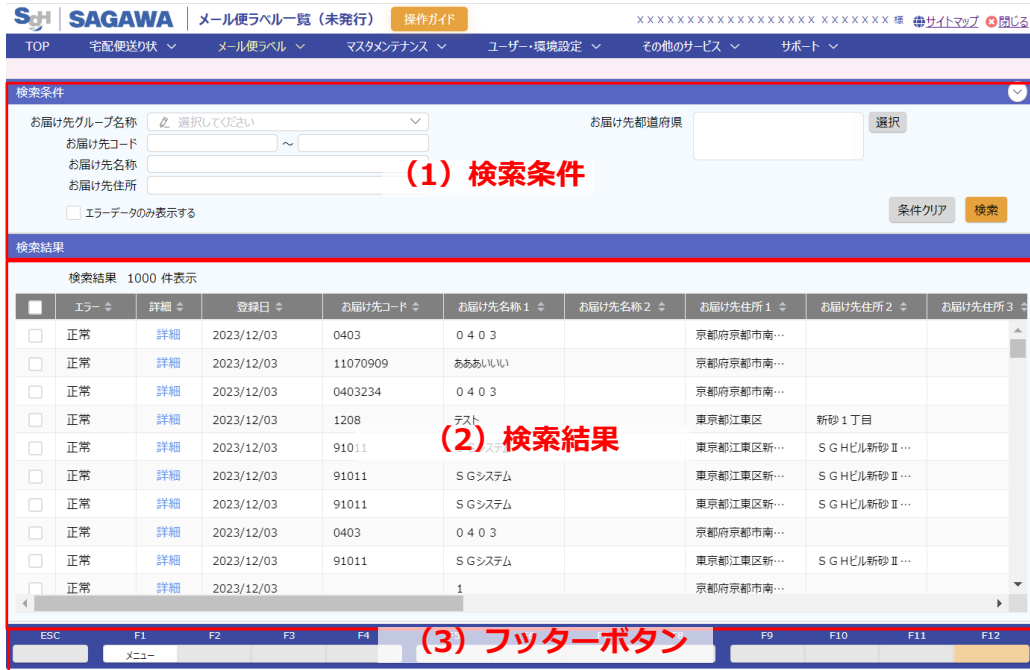 SGH SAGAWA メール便ラベル一覧（未発行） 操作ガイド XXXXXXXXXXXXXXXXXX XXXXXXX 様 サイトマップ 閉じる
TOP 宅配便送り状 メール便ラベル マスタメンテナンス ユーザー・環境設定 その他のサービス サポート
検索条件
お届け先グループ名称 選択してください お届け先都道府県 選択
お届け先コード ～
お届け先名称
（1）検索条件
お届け先住所
エラーデータのみ表示する 条件クリア 検索
検索結果
検索結果 1000 件表示
エラー 詳細 登録日 お届け先コード お届け先名称１ お届け先名称２ お届け先住所１ お届け先住所２ お届け先住所３
正常 詳細 2023/12/03 0403 ０４０３ 京都府京都市南…
正常 詳細 2023/12/03 11070909 あああいいい 京都府京都市南…
正常 詳細 2023/12/03 0403234 ０４０３ 京都府京都市南…
正常 詳細 2023/12/03 1208 テスト 東京都江東区 新砂１丁目
（2）検索結果
正常 詳細 2023/12/03 91011 東京都江東区新… ＳＧＨビル新砂Ⅱ…
正常 詳細 2023/12/03 91011 ＳＧシステム 東京都江東区新… ＳＧＨビル新砂Ⅱ…
正常 詳細 2023/12/03 91011 ＳＧシステム 東京都江東区新… ＳＧＨビル新砂Ⅱ…
正常 詳細 2023/12/03 0403 ０４０３ 京都府京都市南…
正常 詳細 2023/12/03 91011 ＳＧシステム 東京都江東区新… ＳＧＨビル新砂Ⅱ…
正常 詳細 2023/12/03 1 京都府京都市南…
ESC F1 F2 F3 F4 F9 F10 F11 F12
（3）フッターボタン
メニュー